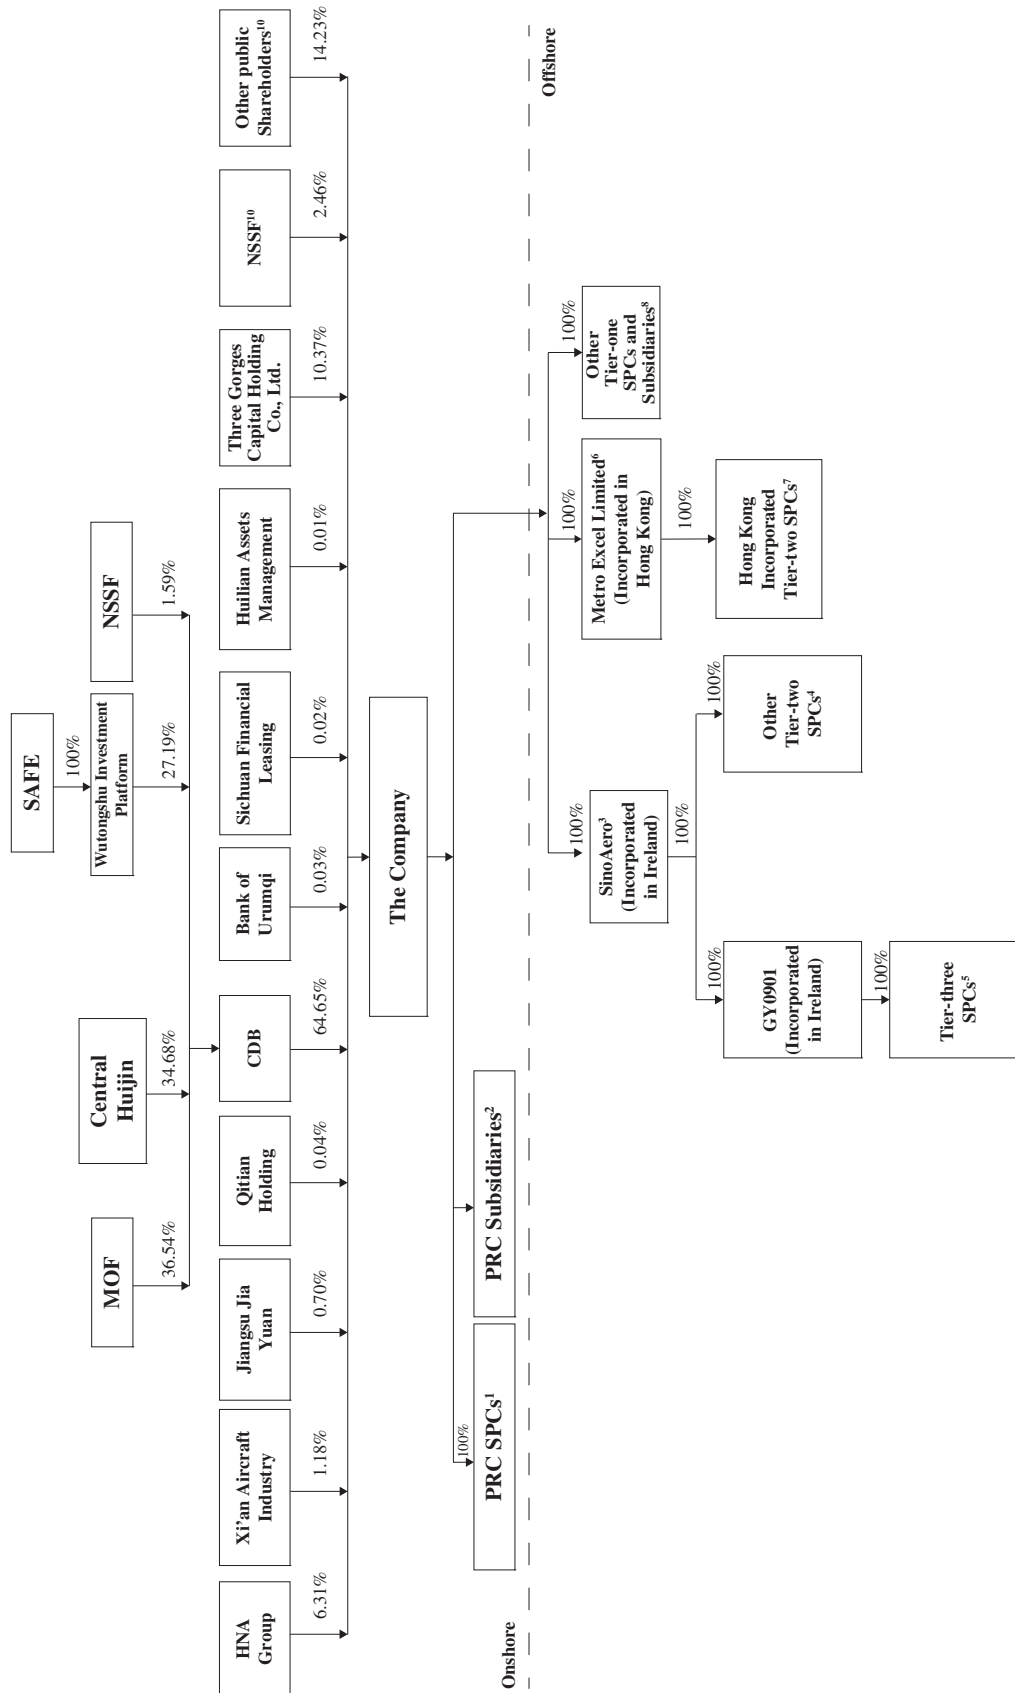 SAFE
100%
MOF
Central
Huijin
Wutongshu Investment
Platform
NSSF
36.54%
34.68%
27.19%
1.59%
HNA
Group
Xi'an Aircraft
Industry
Jiangsu Jia
Yuan
Qitian
Holding
CDB
Bank of
Urumqi
Sichuan Financial
Leasing
Huilian Assets
Management
Three Gorges
Capital Holding
Co., Ltd.
NSSF¹⁰
Other public
Shareholders¹⁰
6.31%
1.18%
0.70%
0.04%
64.65%
0.03%
0.02%
0.01%
10.37%
2.46%
14.23%
The Company
100%
PRC SPCs¹
PRC Subsidiaries²
Onshore
Offshore
100%
100%
100%
SinoAero³
(Incorporated
in Ireland)
Metro Excel Limited⁶
(Incorporated in
Hong Kong)
Other
Tier-one
SPCs and
Subsidiaries⁸
100%
100%
100%
100%
GY0901
(Incorporated
in Ireland)
Other
Tier-two
SPCs⁴
Hong Kong
Incorporated
Tier-two SPCs⁷
100%
Tier-three
SPCs⁵